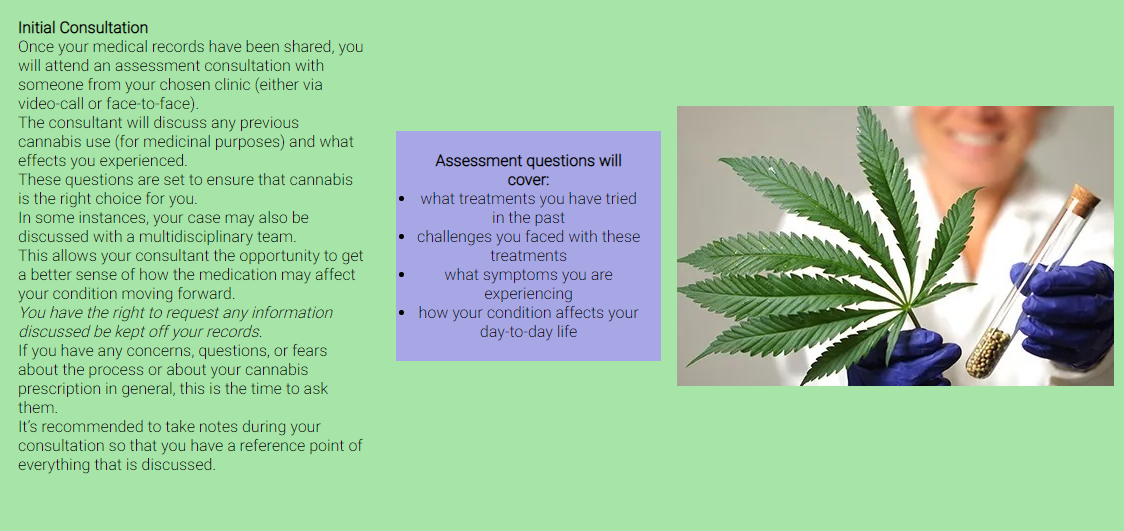 Initial Consultation
Once your medical records have been shared, you
will attend an assessment consultation with
someone from your chosen clinic (either via
video-call or face-to-face).
The consultant will discuss any previous
cannabis use (for medicinal purposes) and what
effects you experienced.
These questions are set to ensure that cannabis
is the right choice for you.
In some instances, your case may also be
discussed with a multidisciplinary team.
This allows your consultant the opportunity to get
a better sense of how the medication may affect
your condition moving forward.
You have the right to request any information
discussed be kept off your records.
If you have any concerns, questions, or fears
about the process or about your cannabis
prescription in general, this is the time to ask
them.
It's recommended to take notes during your
consultation so that you have a reference point of
everything that is discussed.
Assessment questions will
cover:
• what treatments you have tried
in the past
• challenges you faced with these
treatments
• what symptoms you are
experiencing
• how your condition affects your
day-to-day life